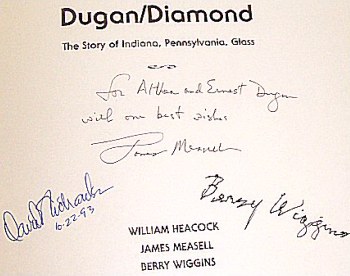 Dugan/Diamond
The Story of Indiana, Pennsylvania, Glass
for Althea and Ernest Dugan
with our best wishes
James Measell
Berry Wiggins
David
6-22-93
WILLIAM HEACOCK
JAMES MEASELL
BERRY WIGGINS